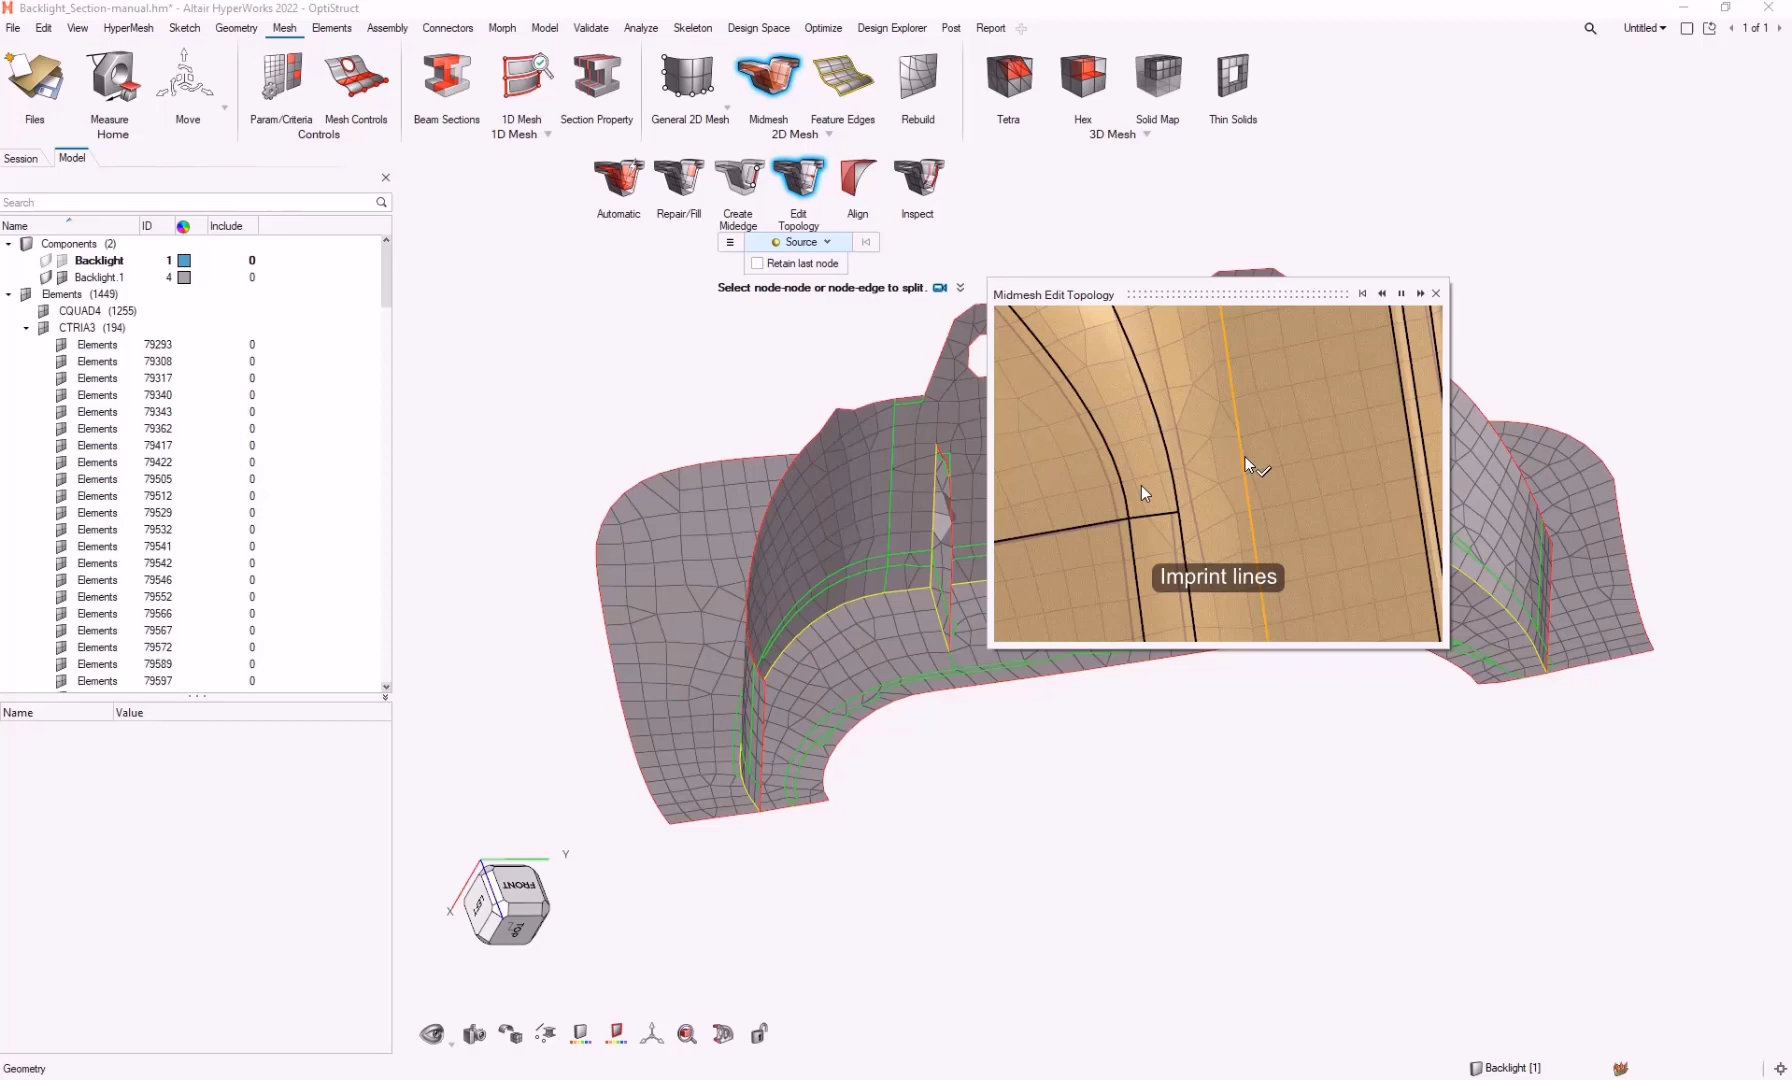 Backlight_Section-manual.hm* - Altair HyperWorks 2022 - OptiStruct
File Edit View HyperMesh Sketch Geometry Mesh Elements Assembly Connectors Morph Model Validate Analyze Skeleton Design Space Optimize Design Explorer Post Report Untitled 1 of 1
Files Measure Move Param/Criteria Mesh Controls Beam Sections 1D Mesh Section Property General 2D Mesh Midmesh Feature Edges Rebuild Tetra Hex Solid Map Thin Solids
Home Controls 1D Mesh 2D Mesh 3D Mesh
Session Model
Automatic Repair/Fill Create Midedge Edit Topology Align Inspect
Search
Name ID Include
Source
Retain last node
Select node-node or node-edge to split.
Components (2)
Backlight 1 0
Backlight.1 4 0
Elements (1449)
CQUAD4 (1255)
CTRIA3 (194)
Elements 79293 0
Elements 79308 0
Elements 79317 0
Elements 79340 0
Elements 79343 0
Elements 79362 0
Elements 79417 0
Elements 79422 0
Elements 79505 0
Elements 79512 0
Elements 79529 0
Elements 79532 0
Elements 79541 0
Elements 79542 0
Elements 79546 0
Elements 79552 0
Elements 79566 0
Elements 79567 0
Elements 79572 0
Elements 79589 0
Elements 79597 0
Midmesh Edit Topology
Imprint lines
Name Value
Y
X
FRONT
LEFT
TOP
Z
Geometry
Backlight [1]